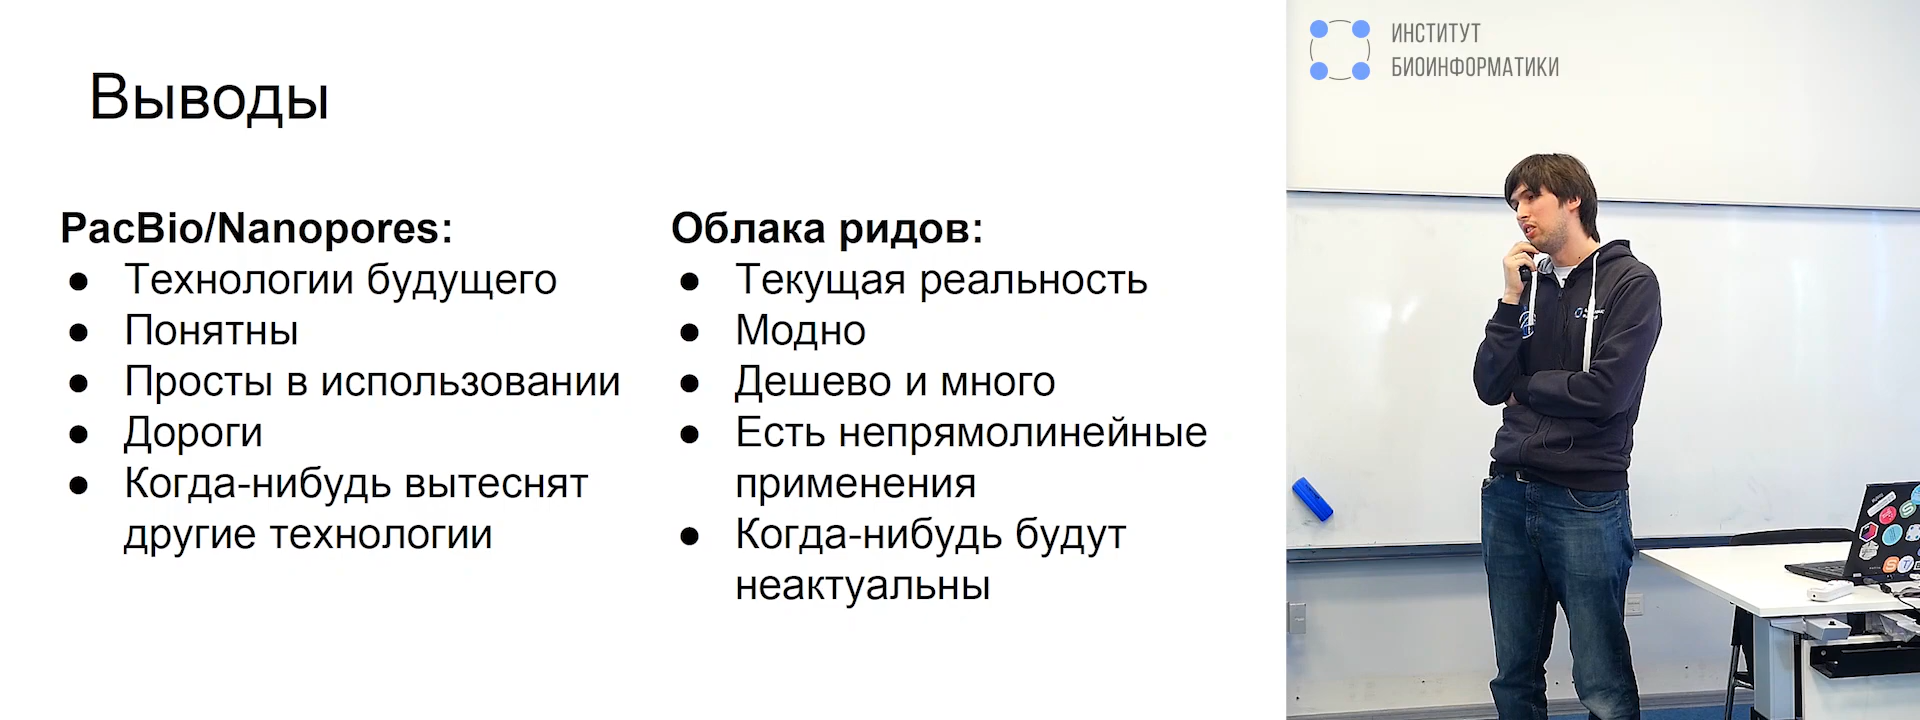 Выводы
PacBio/Nanopores:
● Технологии будущего
● Понятны
● Просты в использовании
● Дороги
● Когда-нибудь вытеснят
другие технологии
Облака ридов:
● Текущая реальность
● Модно
● Дешево и много
● Есть непрямолинейные
применения
● Когда-нибудь будут
неактуальны
ИНСТИТУТ
БИОИНФОРМАТИКИ